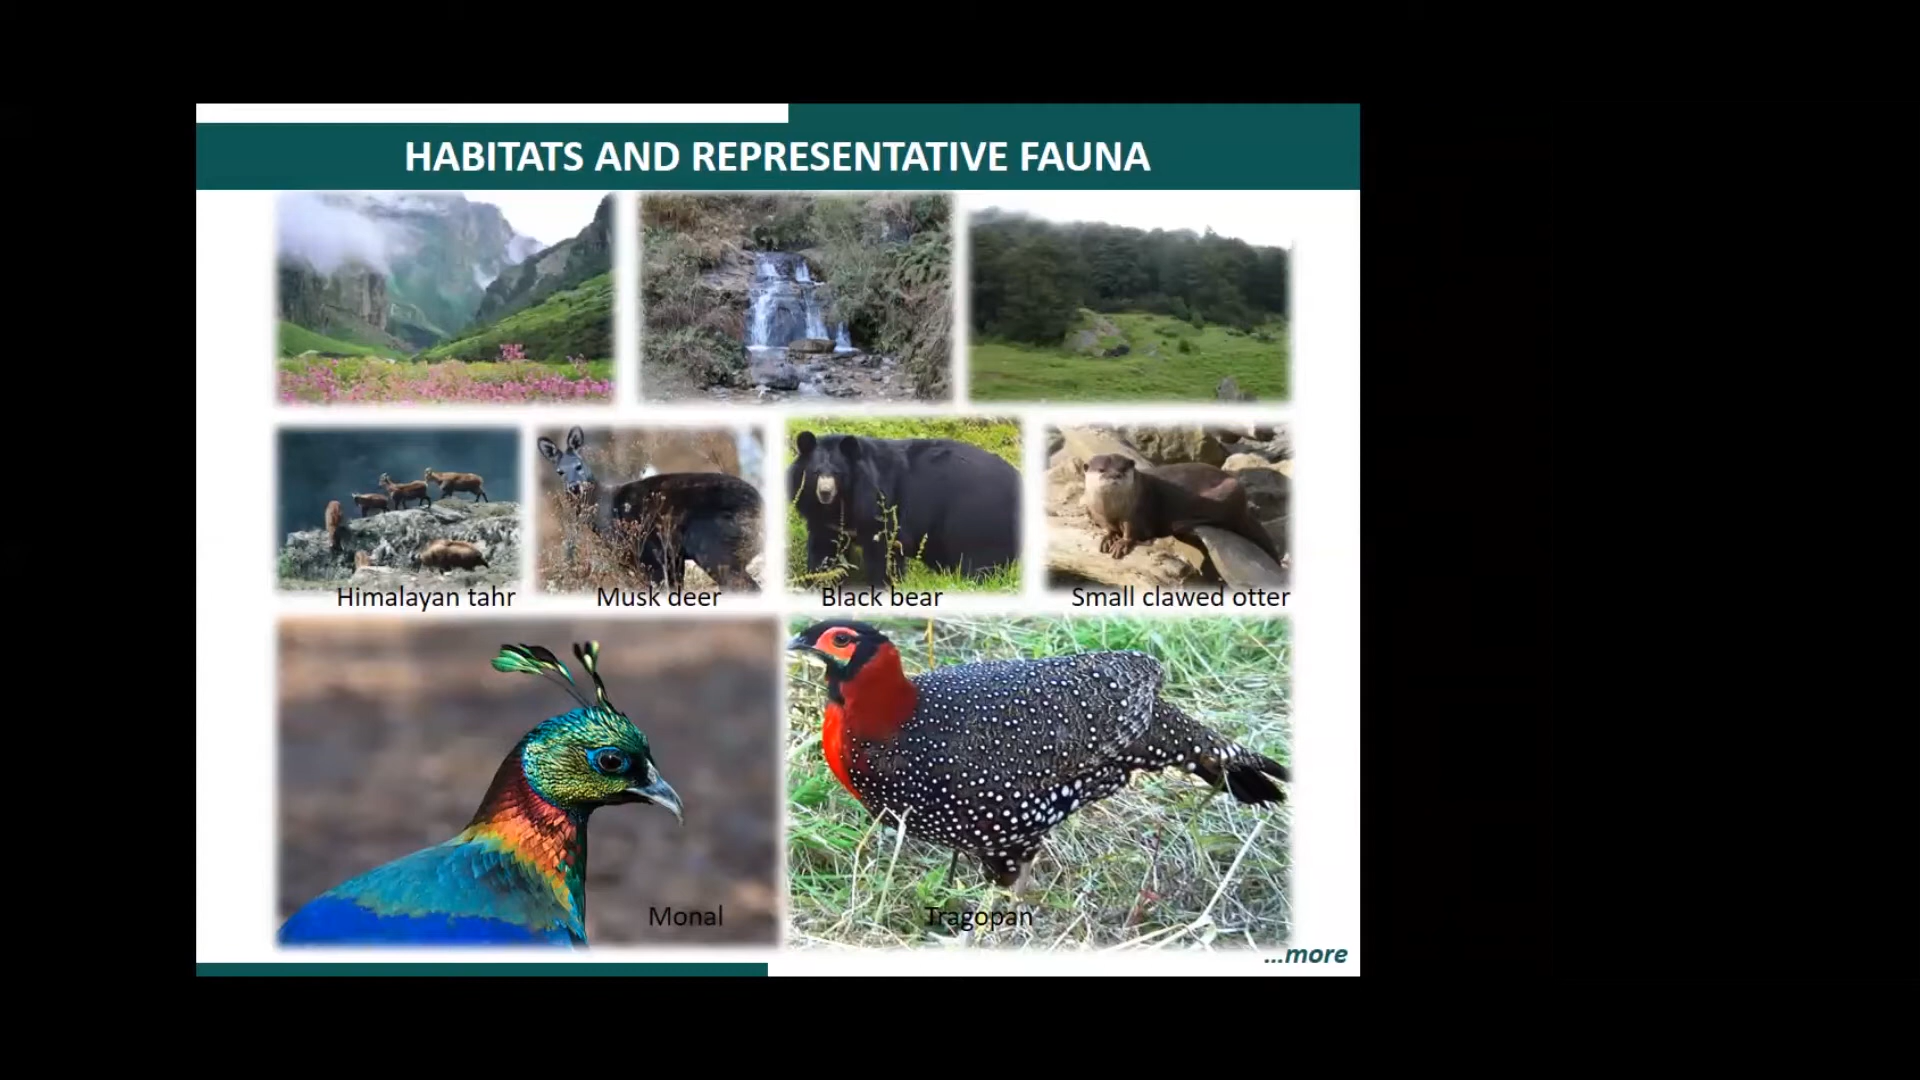 HABITATS AND REPRESENTATIVE FAUNA
Himalayan tahr
Musk deer
Black bear
Small clawed otter
Monal
Tragopan
...more